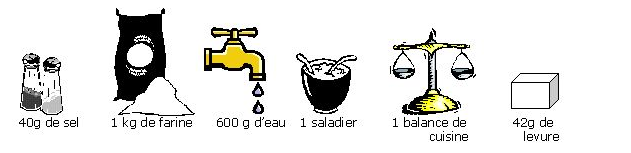 40g de sel
1 kg de farine
600 g d'eau
1 saladier
1 balance de
cuisine
42g de
levure